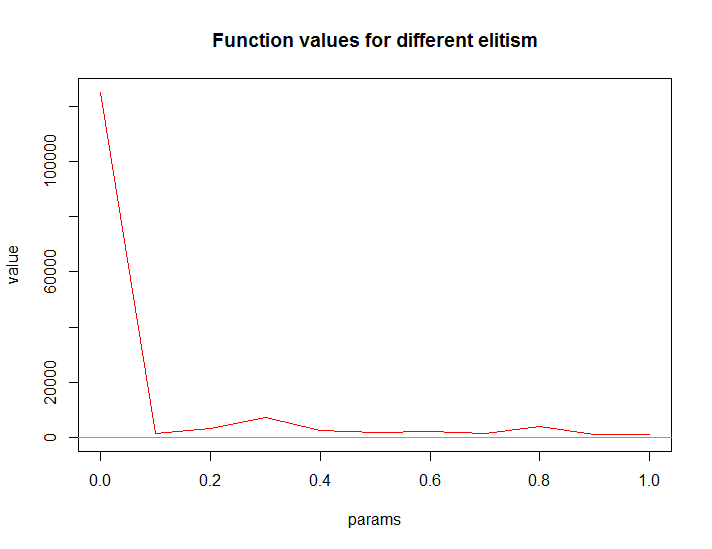 Function values for different elitism
value
100000
60000
20000
0
0.0 0.2 0.4 0.6 0.8 1.0
params